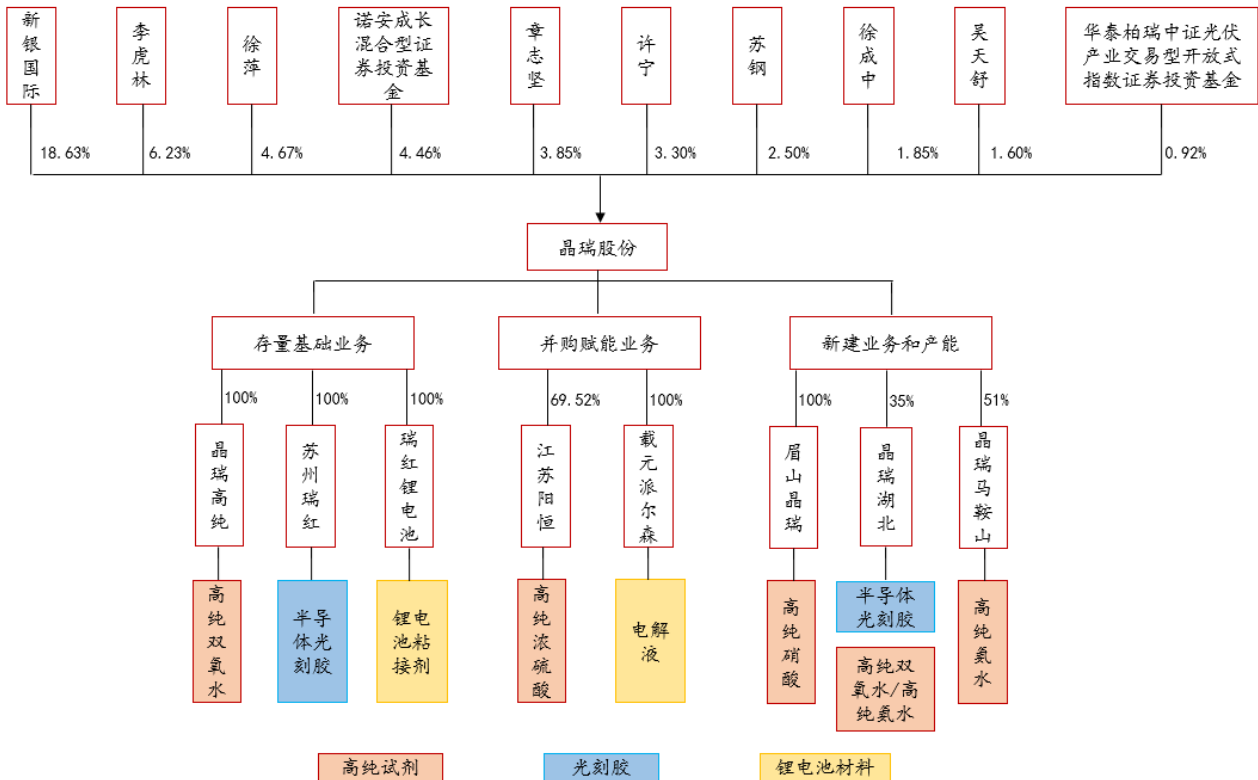 新银国际
李虎林
徐萍
诺安成长
混合型证
券投资基
金
章志坚
许宁
苏钢
徐成中
吴天舒
华泰柏瑞中证光伏
产业交易型开放式
指数证券投资基金
18.63%
6.23%
4.67%
4.46%
3.85%
3.30%
2.50%
1.85%
1.60%
0.92%
晶瑞股份
存量基础业务
并购赋能业务
新建业务和产能
100%
100%
100%
69.52%
100%
100%
35%
51%
晶瑞高纯
苏州瑞红
瑞红锂电池
江苏阳恒
载元派尔森
眉山晶瑞
晶瑞湖北
晶瑞马鞍山
高纯双氧水
半导
体光
刻胶
锂电
池粘
接剂
高纯浓硫酸
电解
液
高纯硝酸
半导体
光刻胶
高纯双
氧水/高
纯氨水
高纯氨水
高纯试剂
光刻胶
锂电池材料